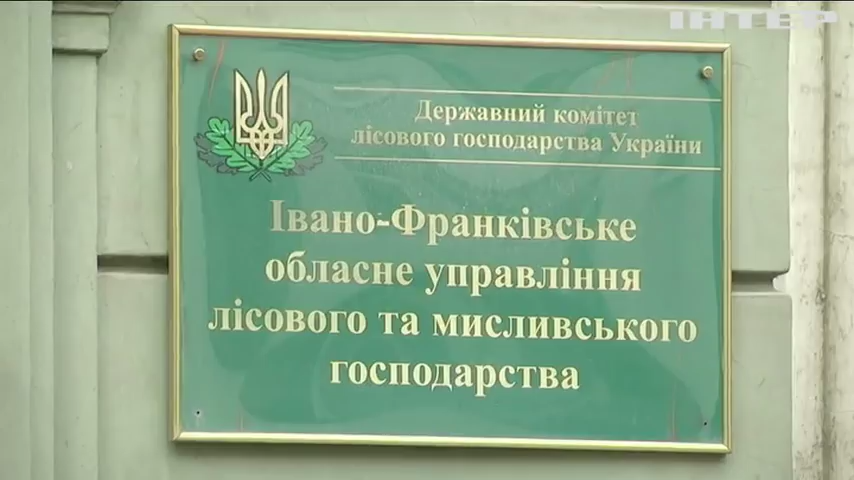 ІНТЕР
Державний комітет
лісового господарства України
Івано-Франківське
обласне управління
лісового та мисливського
господарства